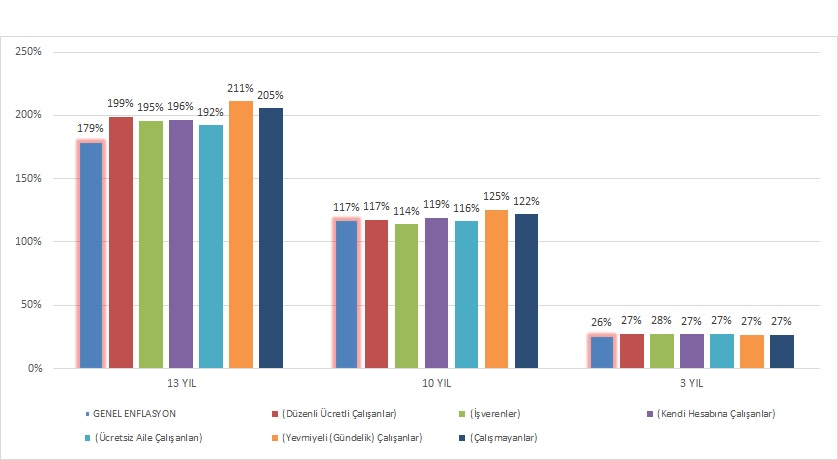 250%
200%
150%
100%
50%
0%
179% 199% 195% 196% 192% 211% 205%
117% 117% 114% 119% 116% 125% 122%
26% 27% 28% 27% 27% 27% 27%
13 YIL 10 YIL 3 YIL
GENEL ENFLASYON (Düzenli Ücretli Çalışanlar) (İşverenler) (Kendi Hesabına Çalışanlar)
(Ücretsiz Aile Çalışanları) (Yevmiyeli (Gündelik) Çalışanlar) (Çalışmayanlar)